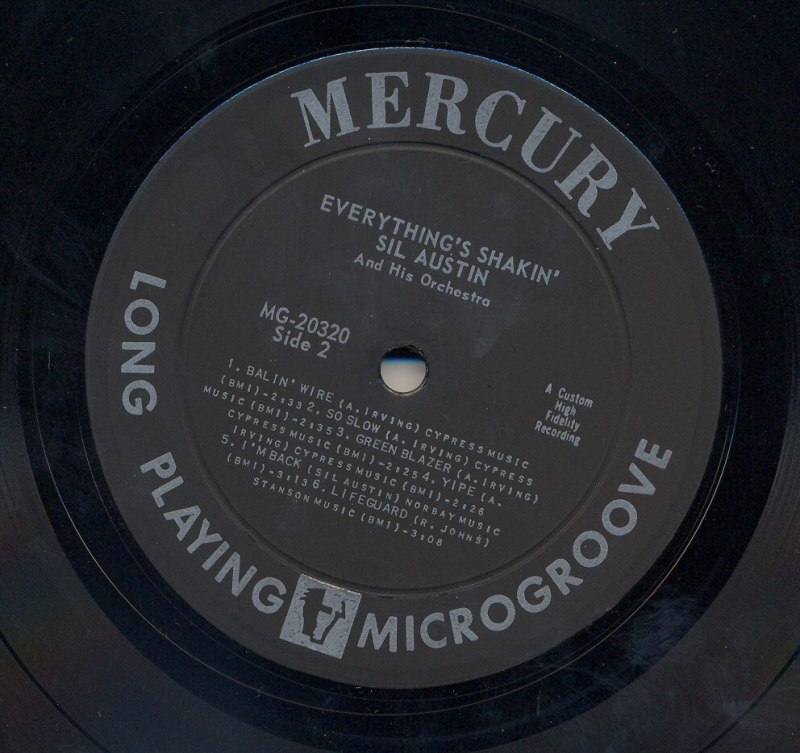 MERCURY
EVERYTHING'S SHAKIN'
SIL AUSTIN
And His Orchestra
MG-20320
Side 2
A Custom
High
Fidelity
Recording
1. BALIN' WIRE (A. IRVING) CYPRESS MUSIC
(BMI)-2:33 2. SO SLOW (A. IRVING) CYPRESS
MUSIC (BMI)-2:35 3. GREEN BLAZER (A. IRVING)
CYPRESS MUSIC (BMI)-2:25 4. YIPE (A.
IRVING) CYPRESS MUSIC (BMI)-2:26
5. I'M BACK (SIL AUSTIN) NORBAY MUSIC
(BMI)-3:13 6. LIFEGUARD (R. JOHNS)
STANSON MUSIC (BMI)-3:08
LONG PLAYING MICROGROOVE